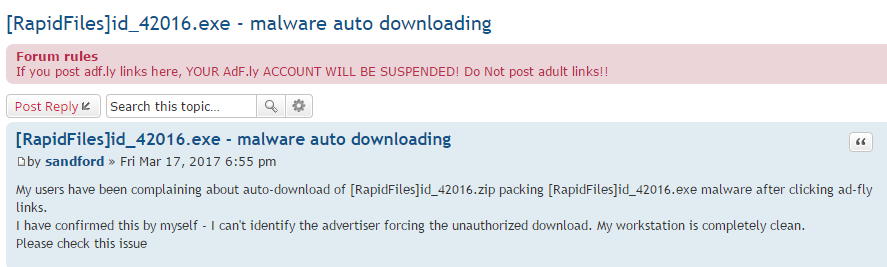 [RapidFiles]id_42016.exe - malware auto downloading
Forum rules
If you post adf.ly links here, YOUR AdF.ly ACCOUNT WILL BE SUSPENDED! Do Not post adult links!!
Post Reply
Search this topic…
[RapidFiles]id_42016.exe - malware auto downloading
by sandford » Fri Mar 17, 2017 6:55 pm
My users have been complaining about auto-download of [RapidFiles]id_42016.zip packing [RapidFiles]id_42016.exe malware after clicking ad-fly
links.
I have confirmed this by myself - I can't identify the advertiser forcing the unauthorized download. My workstation is completely clean.
Please check this issue